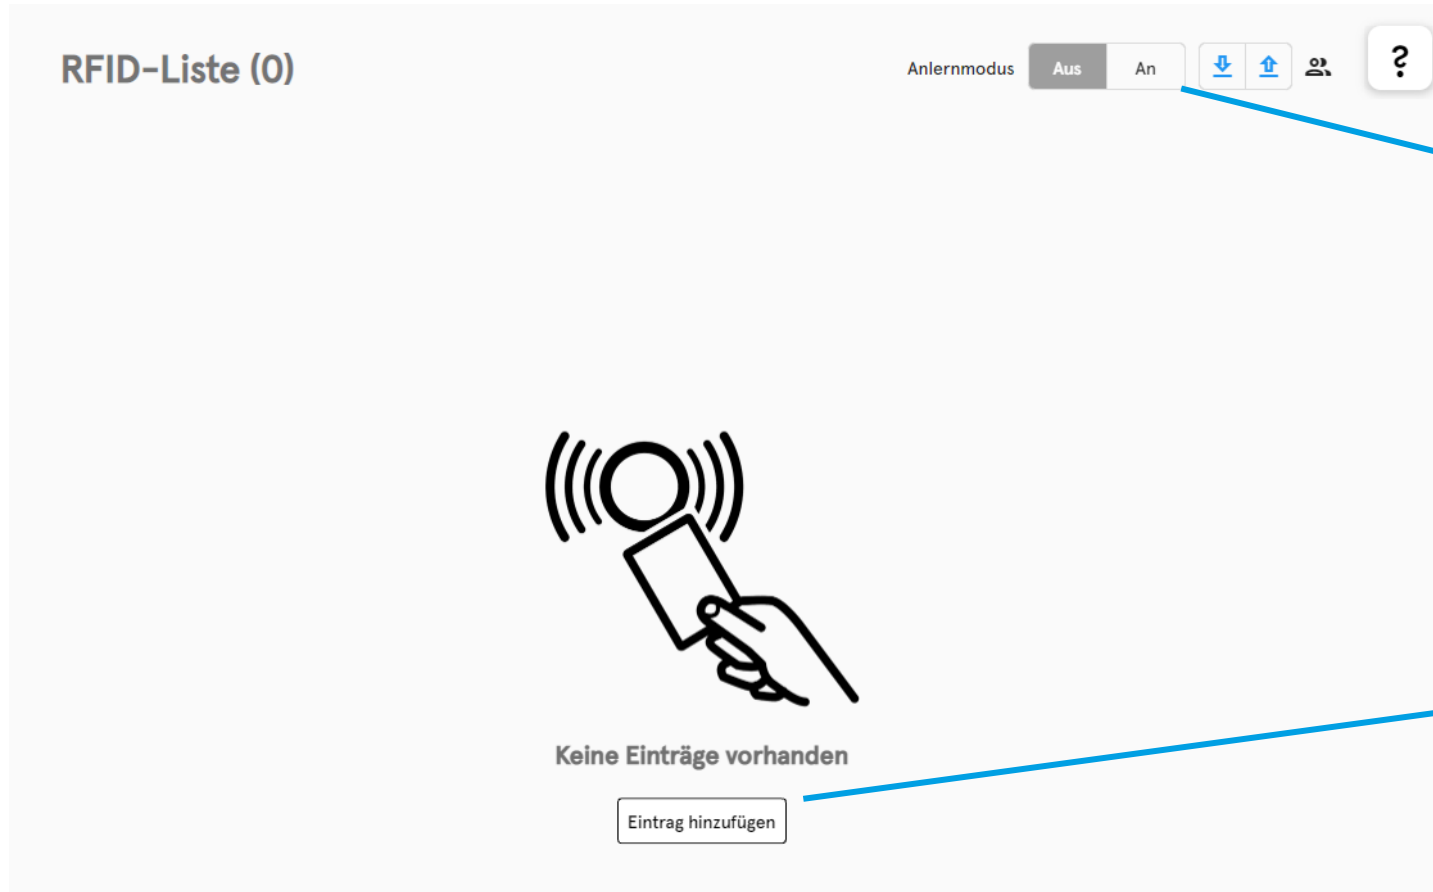 RFID-Liste (0)
Anlernmodus Aus An ?
Keine Einträge vorhanden
Eintrag hinzufügen